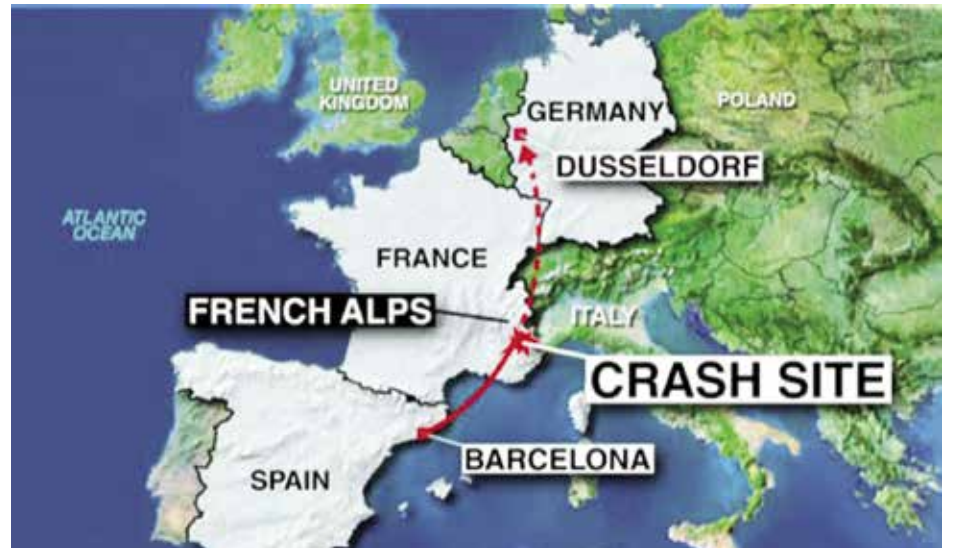 UNITED
KINGDOM
GERMANY
POLAND
DUSSELDORF
ATLANTIC
OCEAN
FRANCE
FRENCH ALPS
ITALY
CRASH SITE
BARCELONA
SPAIN